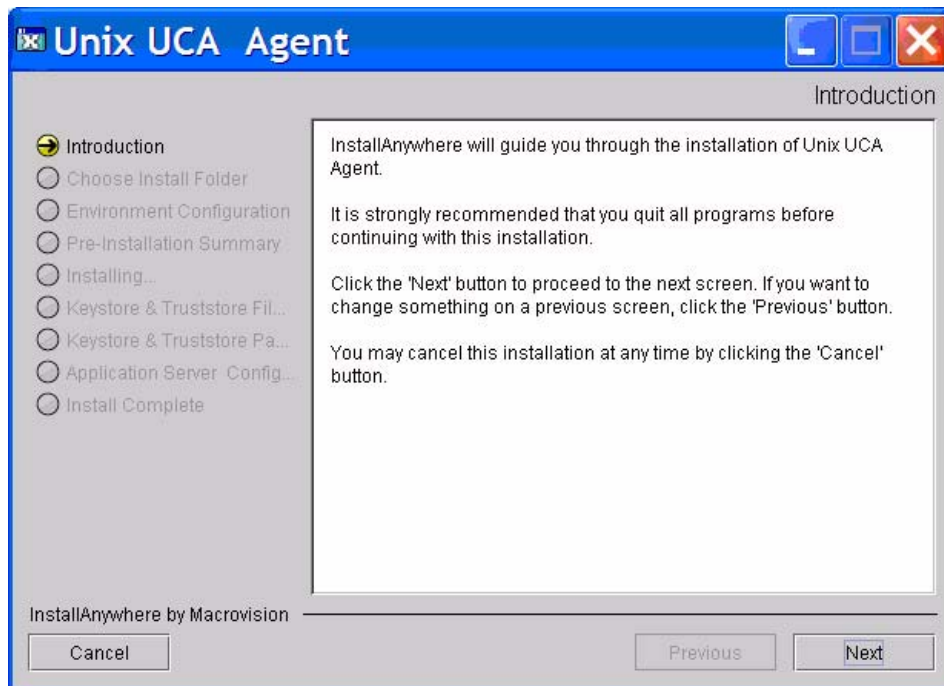 Unix UCA Agent
Introduction
Introduction
Choose Install Folder
Environment Configuration
Pre-Installation Summary
Installing...
Keystore & Truststore Fil...
Keystore & Truststore Pa...
Application Server Config...
Install Complete
InstallAnywhere will guide you through the installation of Unix UCA
Agent.
It is strongly recommended that you quit all programs before
continuing with this installation.
Click the 'Next' button to proceed to the next screen. If you want to
change something on a previous screen, click the 'Previous' button.
You may cancel this installation at any time by clicking the 'Cancel'
button.
InstallAnywhere by Macrovision
Cancel
Previous
Next